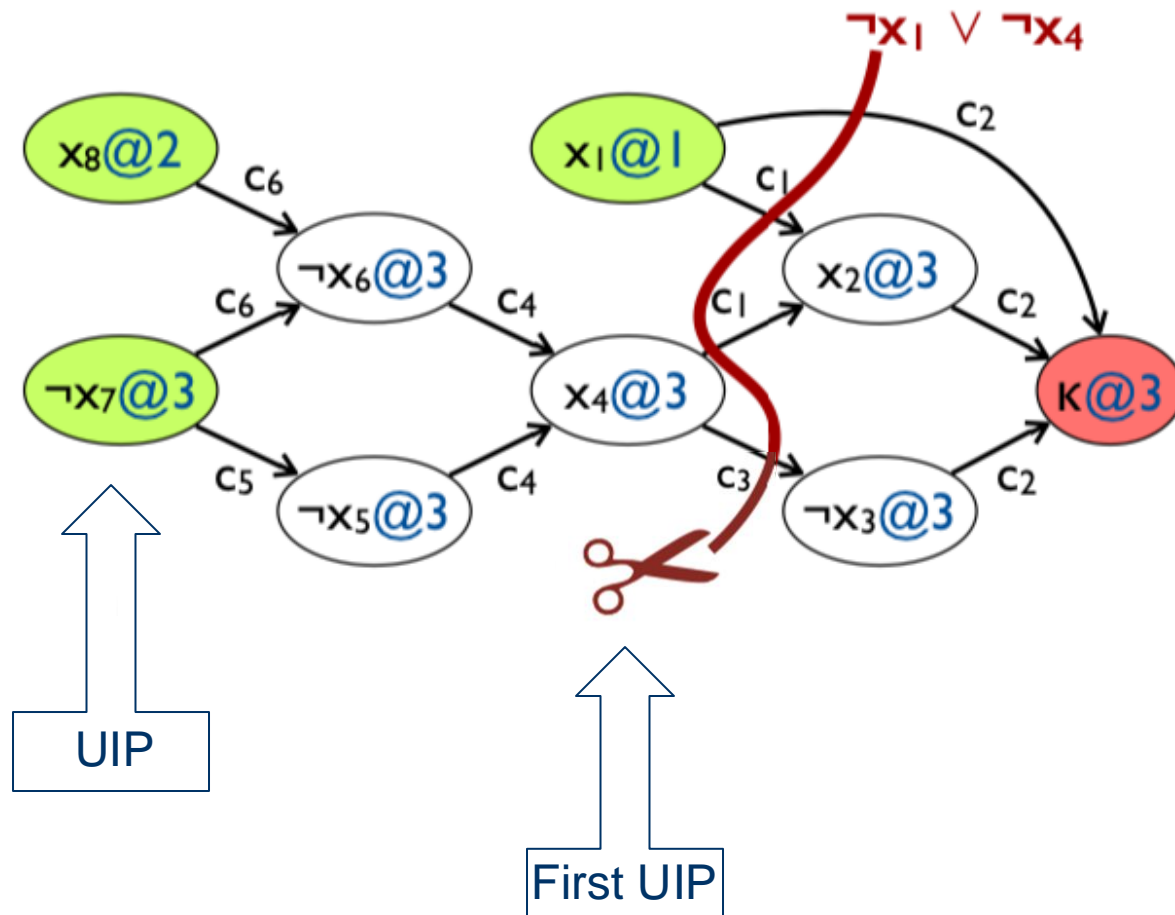 ¬x₁ ∨ ¬x₄
x₈@2
x₁@1
c₂
c₆
c₁
¬x₆@3
x₂@3
c₆
c₄
c₁
c₂
¬x₇@3
x₄@3
κ@3
c₅
c₄
c₃
c₂
¬x₅@3
¬x₃@3
UIP
First UIP